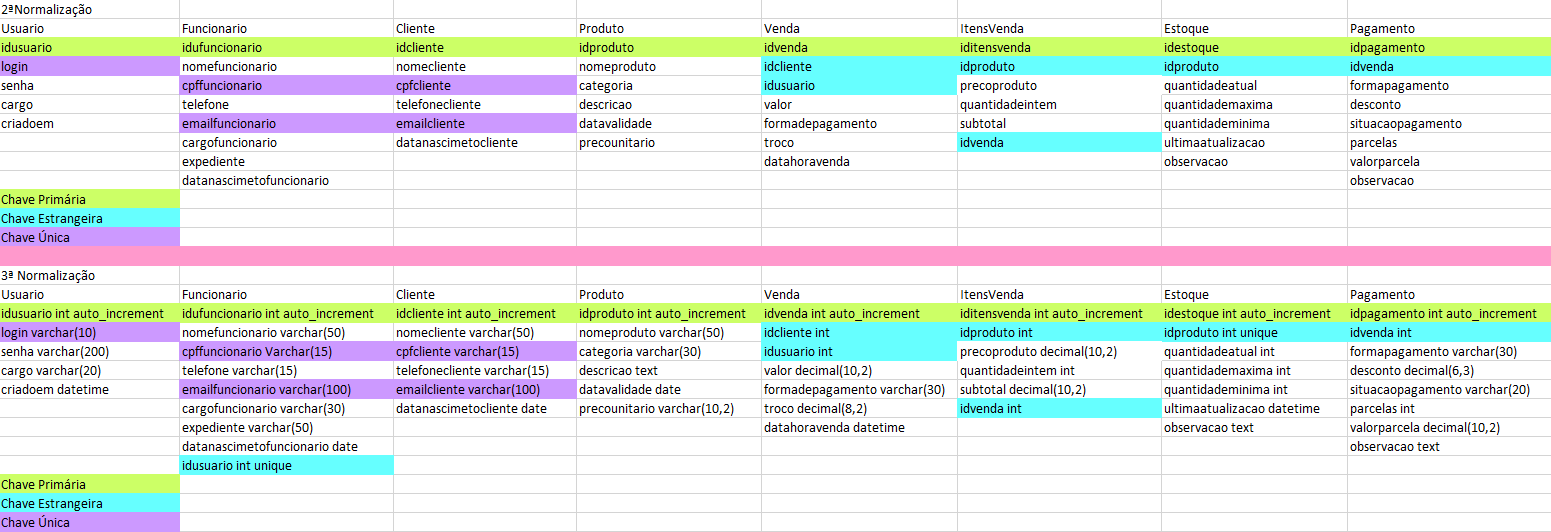 2ªNormalização
Usuario Funcionario Cliente Produto Venda ItensVenda Estoque Pagamento
idusuario idufuncionario idcliente idproduto idvenda iditensvenda idestoque idpagamento
login nomefuncionario nomecliente nomeproduto idcliente idproduto idproduto idvenda
senha cpffuncionario cpfcliente categoria idusuario precoproduto quantidadeatual formapagamento
cargo telefone telefonecliente descricao valor quantidadeintem quantidademaxima desconto
criadoem emailfuncionario emailcliente datavalidade formadepagamento subtotal quantidademinima situacaopagamento
cargofuncionario datanascimetocliente precounitario troco idvenda ultimaatualizacao parcelas
expediente datahoravenda observacao valorparcela
datanascimetofuncionario observacao
Chave Primária
Chave Estrangeira
Chave Única
3ª Normalização
Usuario Funcionario Cliente Produto Venda ItensVenda Estoque Pagamento
idusuario int auto_increment idufuncionario int auto_increment idcliente int auto_increment idproduto int auto_increment idvenda int auto_increment iditensvenda int auto_increment idestoque int auto_increment idpagamento int auto_increment
login varchar(10) nomefuncionario varchar(50) nomecliente varchar(50) nomeproduto varchar(50) idcliente int idproduto int idproduto int unique idvenda int
senha varchar(200) cpffuncionario Varchar(15) cpfcliente varchar(15) categoria varchar(30) idusuario int precoproduto decimal(10,2) quantidadeatual int formapagamento varchar(30)
cargo varchar(20) telefone varchar(15) telefonecliente varchar(15) descricao text valor decimal(10,2) quantidadeintem int quantidademaxima int desconto decimal(6,3)
criadoem datetime emailfuncionario varchar(100) emailcliente varchar(100) datavalidade date formadepagamento varchar(30) subtotal decimal(10,2) quantidademinima int situacaopagamento varchar(20)
cargofuncionario varchar(30) datanascimetocliente date precounitario varchar(10,2) troco decimal(8,2) idvenda int ultimaatualizacao datetime parcelas int
expediente varchar(50) datahoravenda datetime observacao text valorparcela decimal(10,2)
datanascimetofuncionario date observacao text
idusuario int unique
Chave Primária
Chave Estrangeira
Chave Única